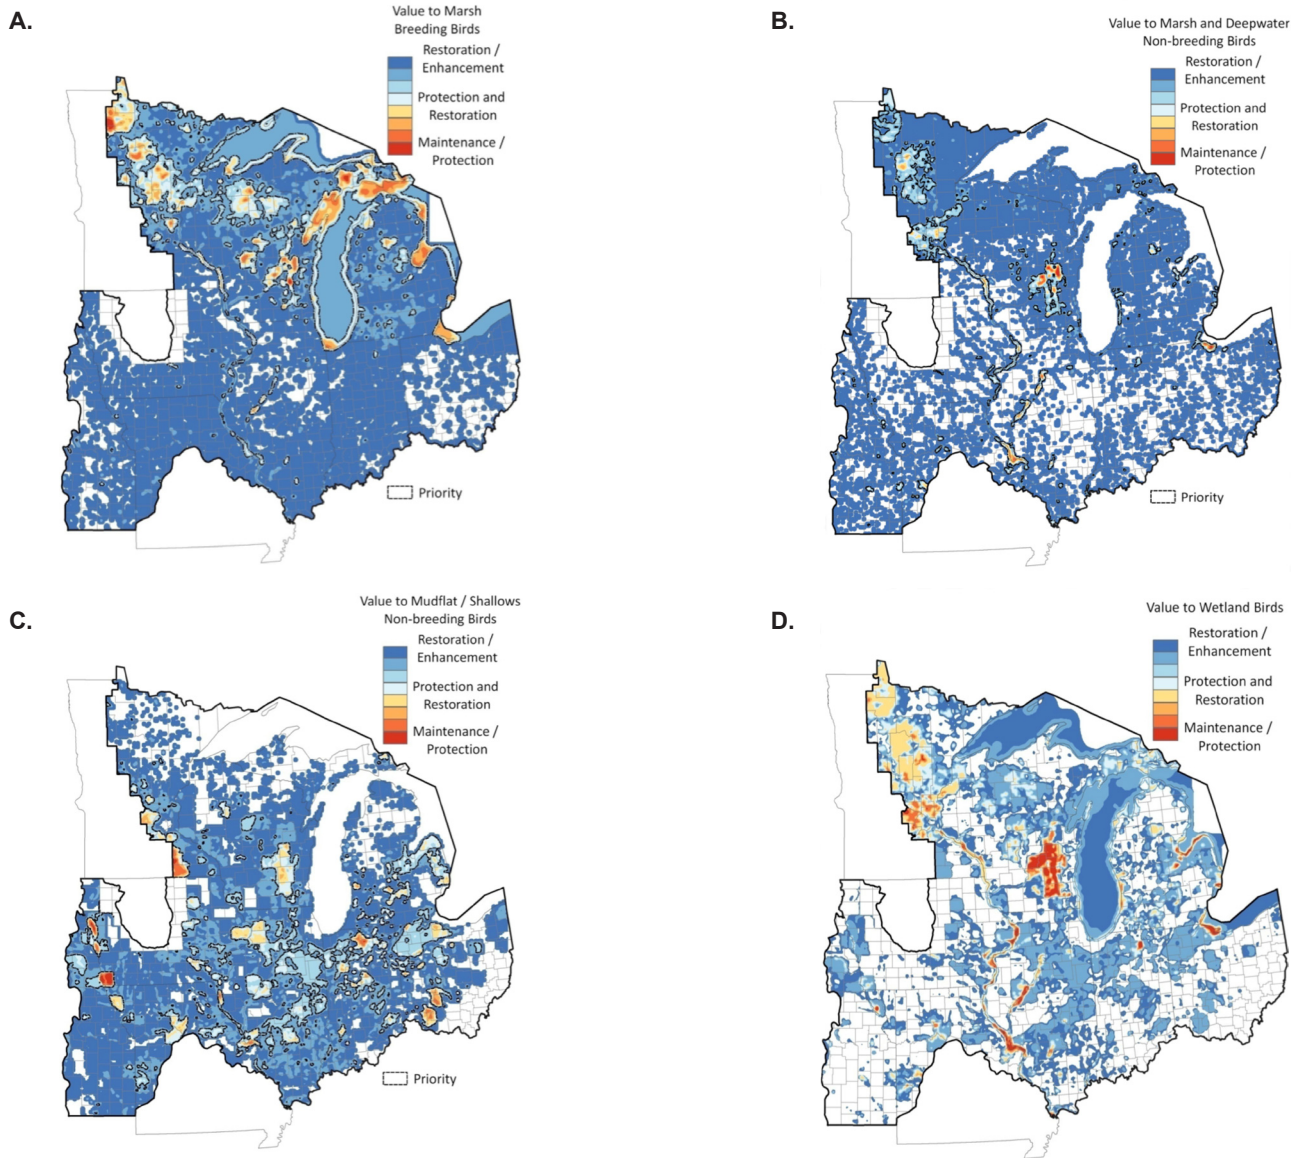 A.
Value to Marsh
Breeding Birds
Restoration /
Enhancement
Protection and
Restoration
Maintenance /
Protection
Priority
B.
Value to Marsh and Deepwater
Non-breeding Birds
Restoration /
Enhancement
Protection and
Restoration
Maintenance /
Protection
Priority
C.
Value to Mudflat / Shallows
Non-breeding Birds
Restoration /
Enhancement
Protection and
Restoration
Maintenance /
Protection
Priority
D.
Value to Wetland Birds
Restoration /
Enhancement
Protection and
Restoration
Maintenance /
Protection